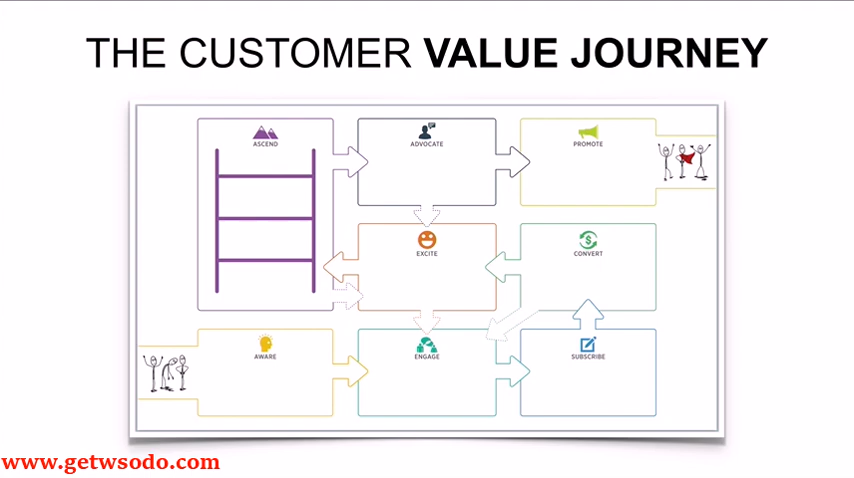 THE CUSTOMER VALUE JOURNEY
ASCEND
ADVOCATE
PROMOTE
EXCITE
CONVERT
AWARE
ENGAGE
SUBSCRIBE
www.getwsodo.com